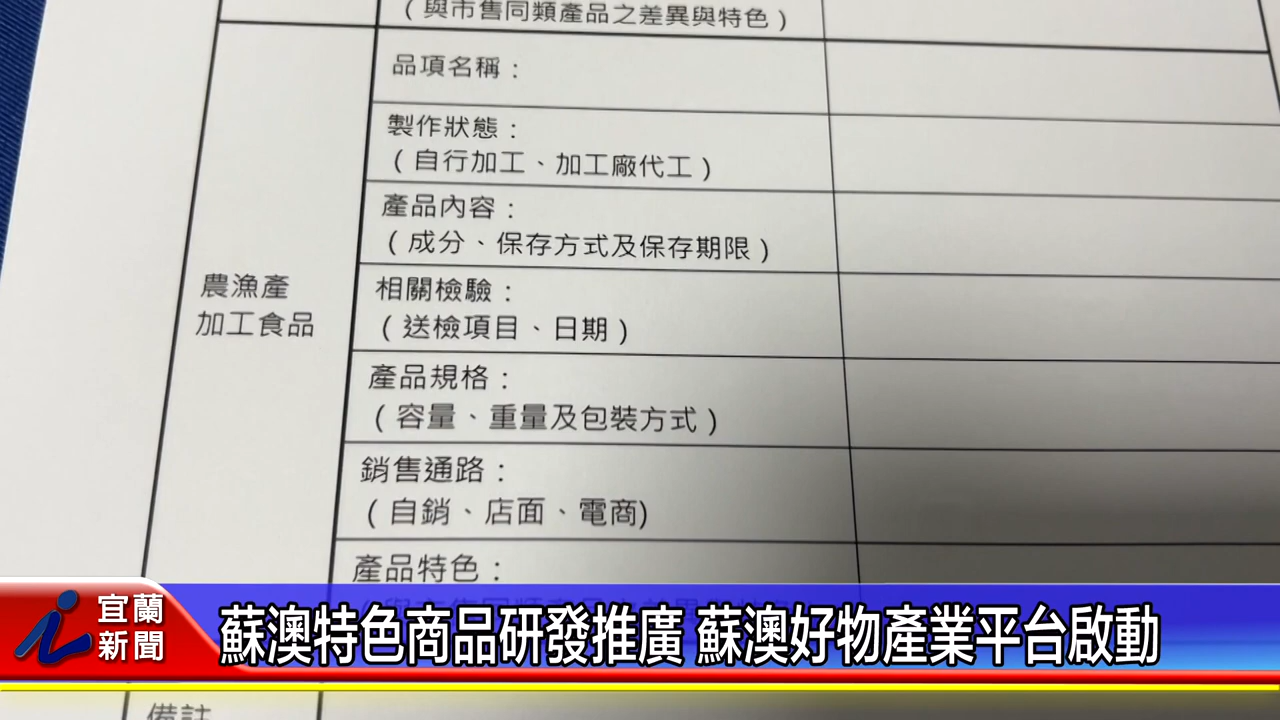 （與市售同類產品之差異與特色）
品項名稱：
製作狀態：
（自行加工、加工廠代工）
產品內容：
（成分、保存方式及保存期限）
農漁產
加工食品
相關檢驗：
（送檢項目、日期）
產品規格：
（容量、重量及包裝方式）
銷售通路：
（自銷、店面、電商)
產品特色：
宜蘭
新聞
蘇澳特色商品研發推廣 蘇澳好物產業平台啟動
備註